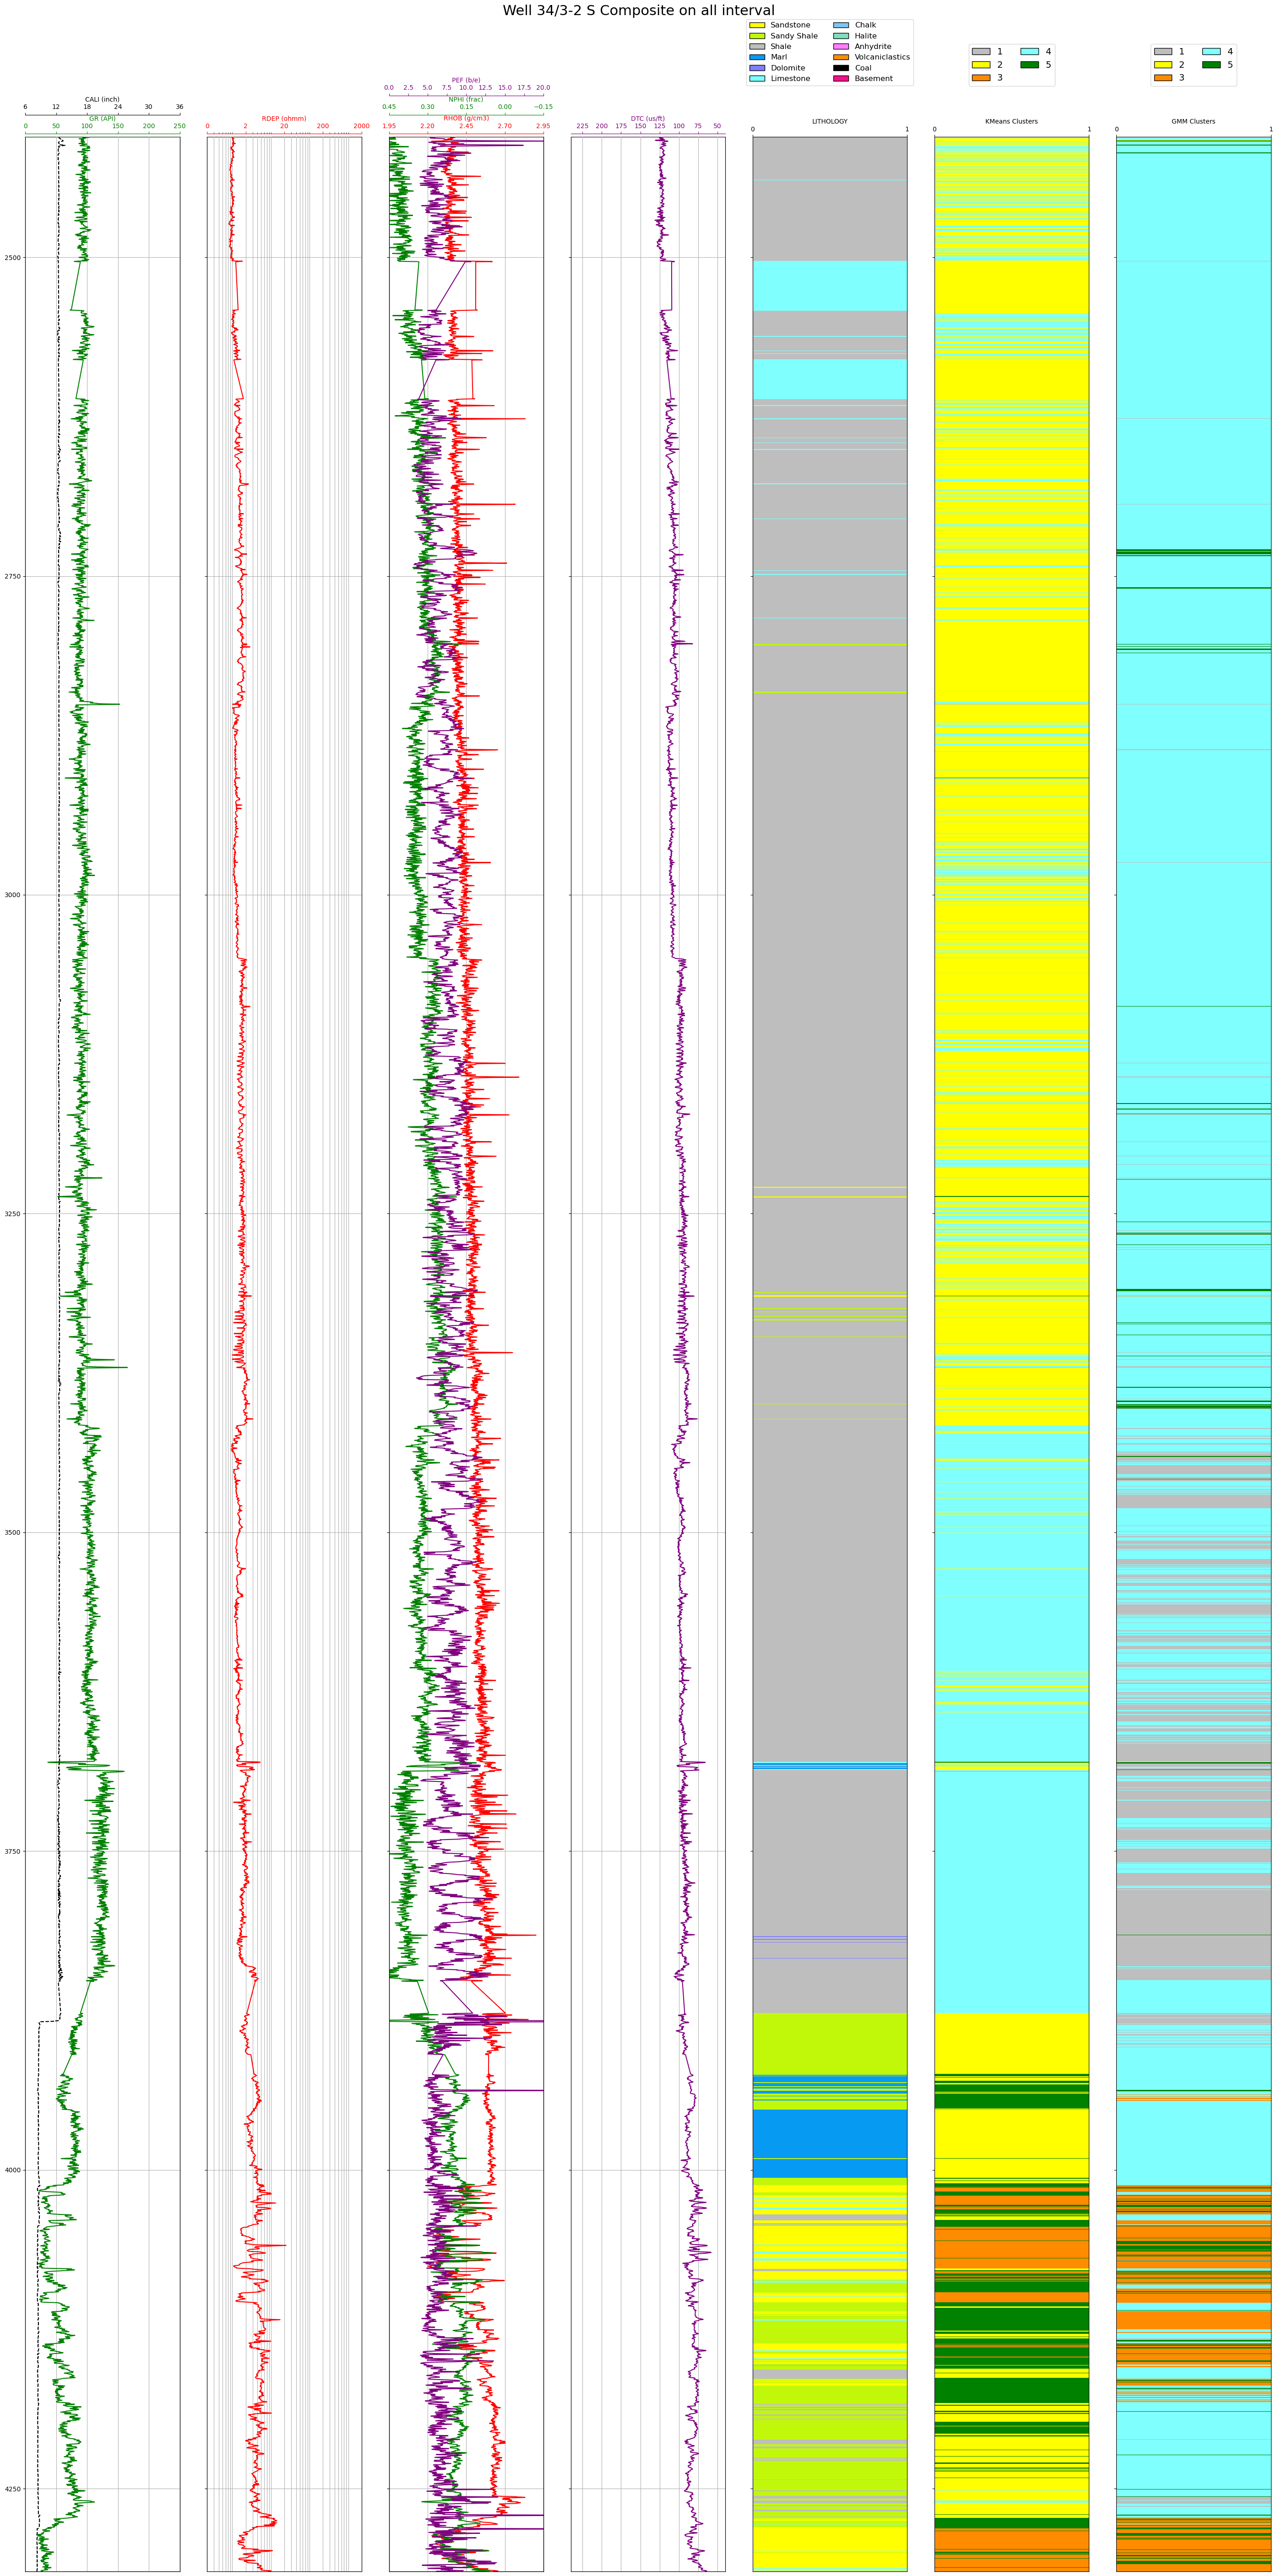 Well 34/3-2 S Composite on all interval
Sandstone Chalk
Sandy Shale Halite
Shale Anhydrite
Marl Volcaniclastics
Dolomite Coal
Limestone Basement
1 4
2 5
3
1 4
2 5
3
PEF (b/e)
0.0 2.5 5.0 7.5 10.0 12.5 15.0 17.5 20.0
CALI (inch)
6 12 18 24 30 36
NPHI (frac)
0.45 0.30 0.15 0.00 −0.15
GR (API)
0 50 100 150 200 250
RDEP (ohmm)
0 2 20 200 2000
RHOB (g/cm3)
1.95 2.20 2.45 2.70 2.95
DTC (us/ft)
225 200 175 150 125 100 75 50
LITHOLOGY
0 1
KMeans Clusters
0 1
GMM Clusters
0 1
2500
2750
3000
3250
3500
3750
4000
4250